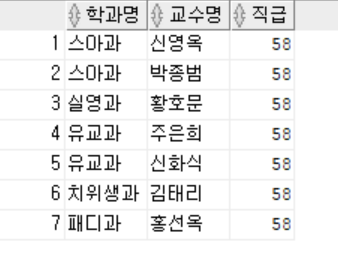 학과명 교수명 직급
1 스마과 신영옥 58
2 스마과 박종범 58
3 실영과 황호문 58
4 유교과 주은희 58
5 유교과 신화식 58
6 치위생과 김태리 58
7 패디과 홍선옥 58